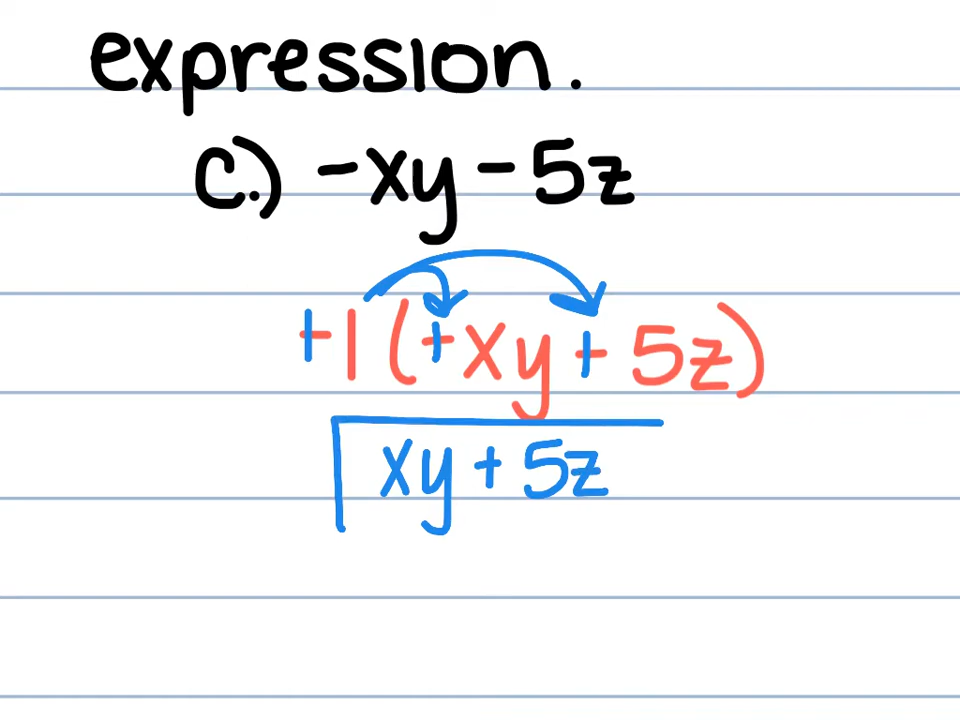 expression.
c.) -xy - 5z
+1 (+xy + 5z)
xy + 5z